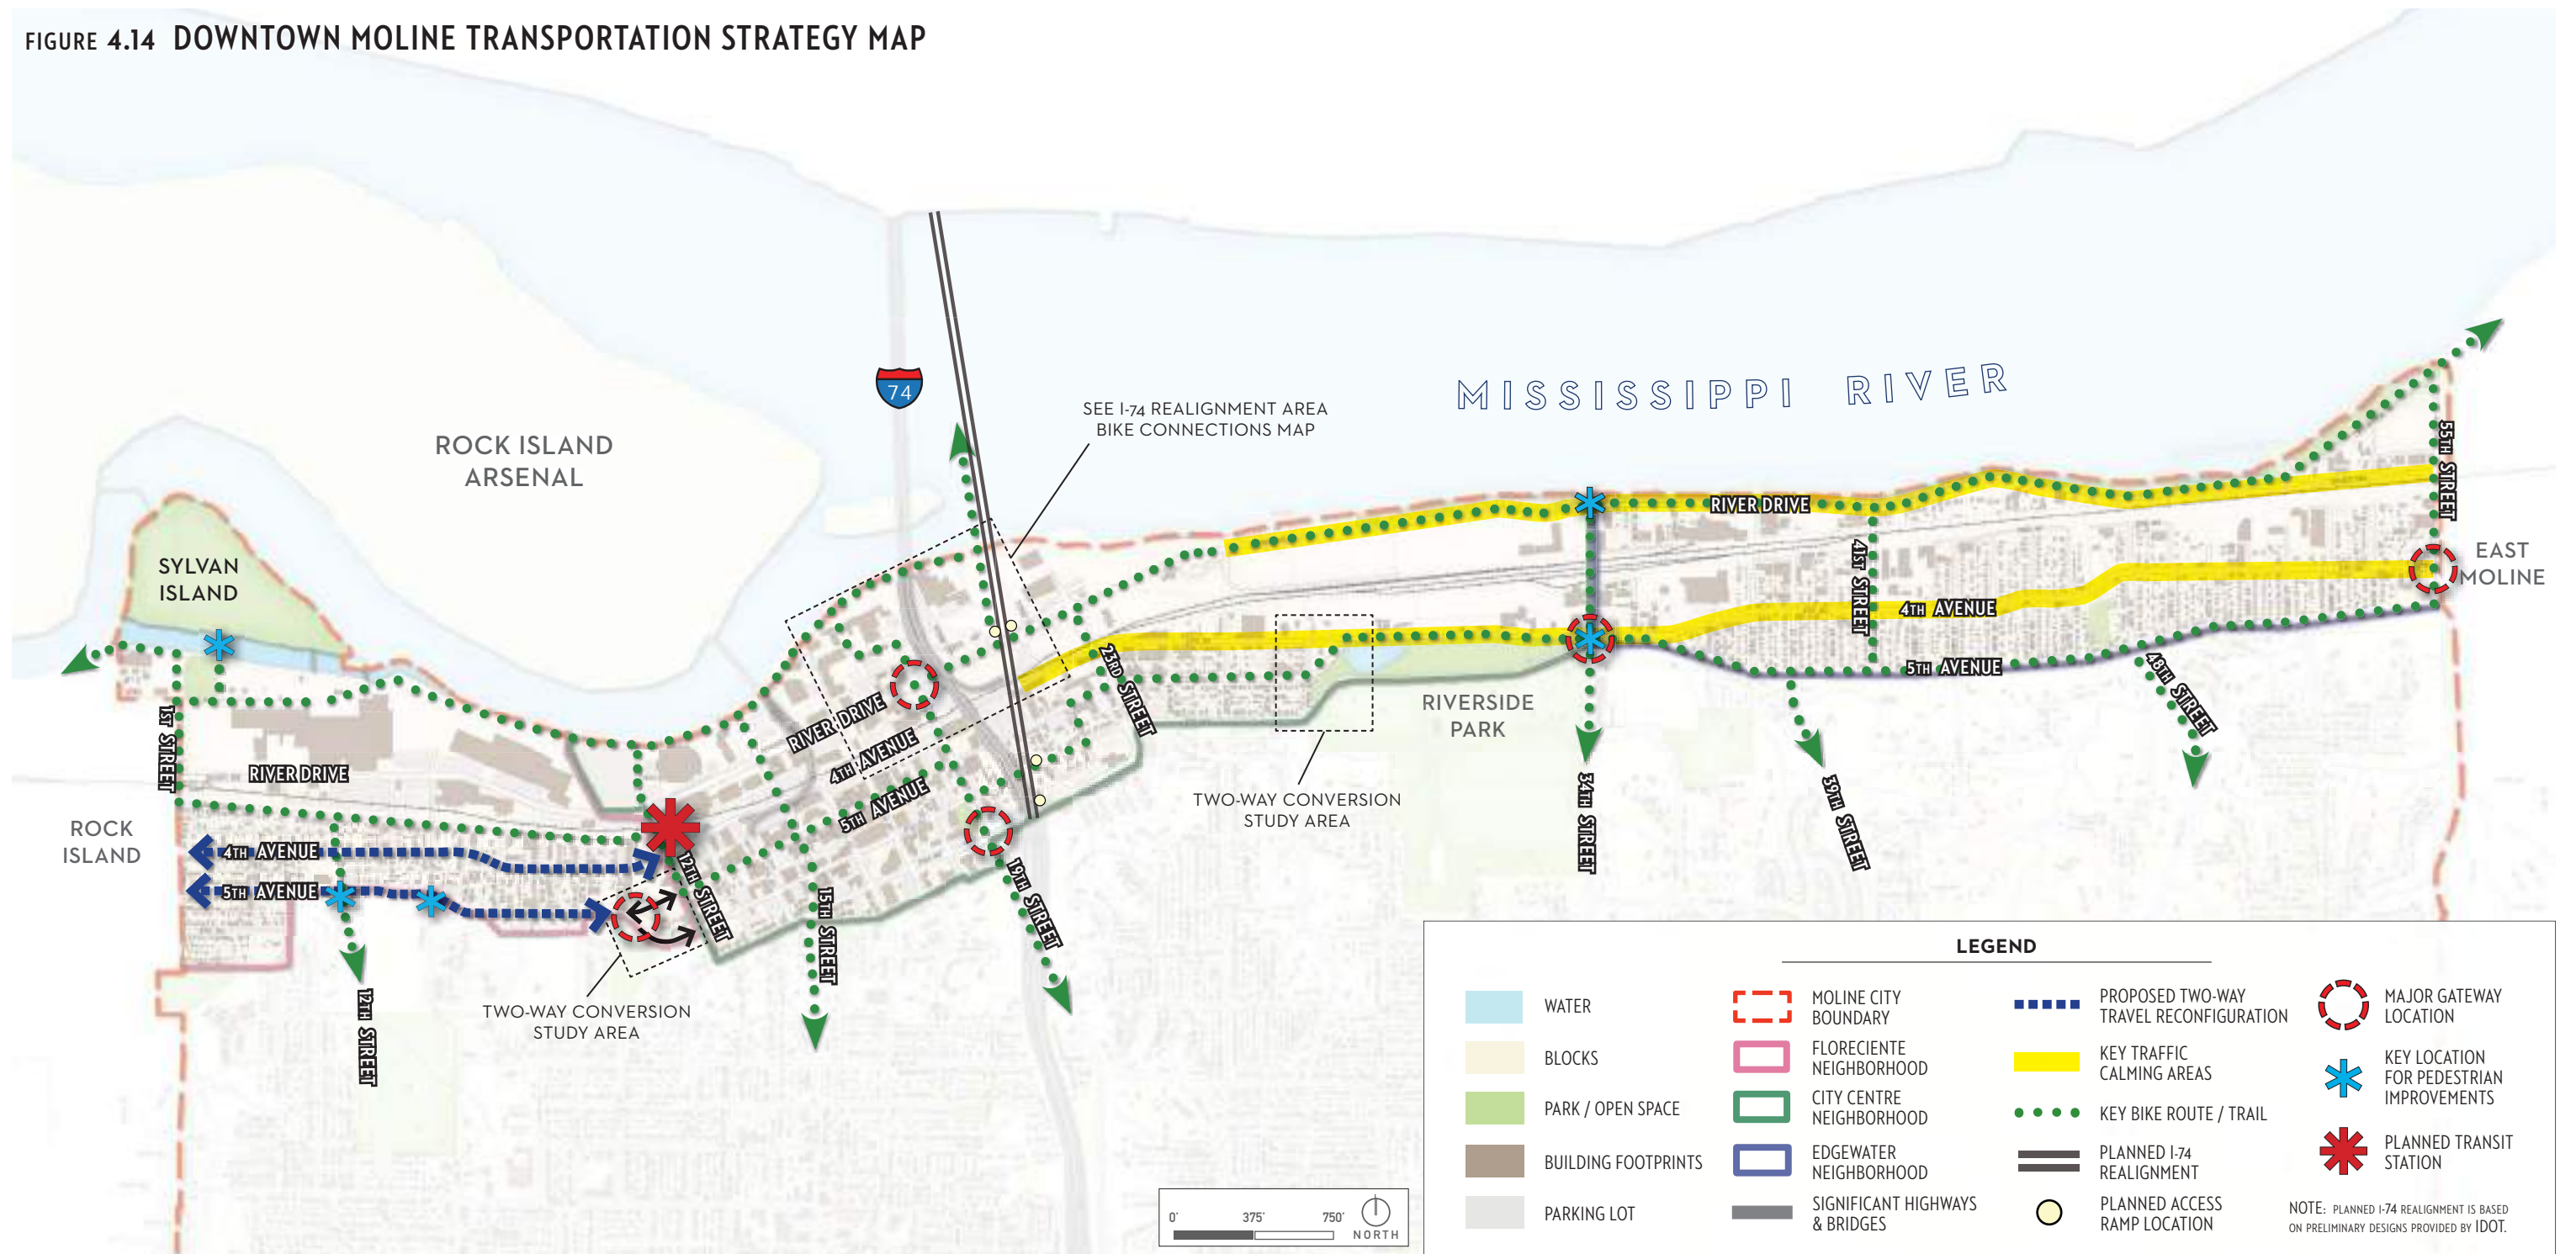 FIGURE 4.14 DOWNTOWN MOLINE TRANSPORTATION STRATEGY MAP
74
SEE I-74 REALIGNMENT AREA
BIKE CONNECTIONS MAP
MISSISSIPPI RIVER
ROCK ISLAND
ARSENAL
SYLVAN
ISLAND
RIVER DRIVE
55TH STREET
EAST
MOLINE
41ST STREET
4TH AVENUE
5TH AVENUE
48TH STREET
23RD STREET
RIVERSIDE
PARK
1ST STREET
RIVER DRIVE
RIVER DRIVE
4TH AVENUE
5TH AVENUE
TWO-WAY CONVERSION
STUDY AREA
34TH STREET
39TH STREET
ROCK
ISLAND
4TH AVENUE
5TH AVENUE
12TH STREET
15TH STREET
19TH STREET
TWO-WAY CONVERSION
STUDY AREA
12TH STREET
LEGEND
WATER
BLOCKS
PARK / OPEN SPACE
BUILDING FOOTPRINTS
PARKING LOT
MOLINE CITY
BOUNDARY
FLORECIENTE
NEIGHBORHOOD
CITY CENTRE
NEIGHBORHOOD
EDGEWATER
NEIGHBORHOOD
SIGNIFICANT HIGHWAYS
& BRIDGES
PROPOSED TWO-WAY
TRAVEL RECONFIGURATION
KEY TRAFFIC
CALMING AREAS
KEY BIKE ROUTE / TRAIL
PLANNED I-74
REALIGNMENT
PLANNED ACCESS
RAMP LOCATION
MAJOR GATEWAY
LOCATION
KEY LOCATION
FOR PEDESTRIAN
IMPROVEMENTS
PLANNED TRANSIT
STATION
NOTE: PLANNED I-74 REALIGNMENT IS BASED
ON PRELIMINARY DESIGNS PROVIDED BY IDOT.
0' 375' 750'
NORTH